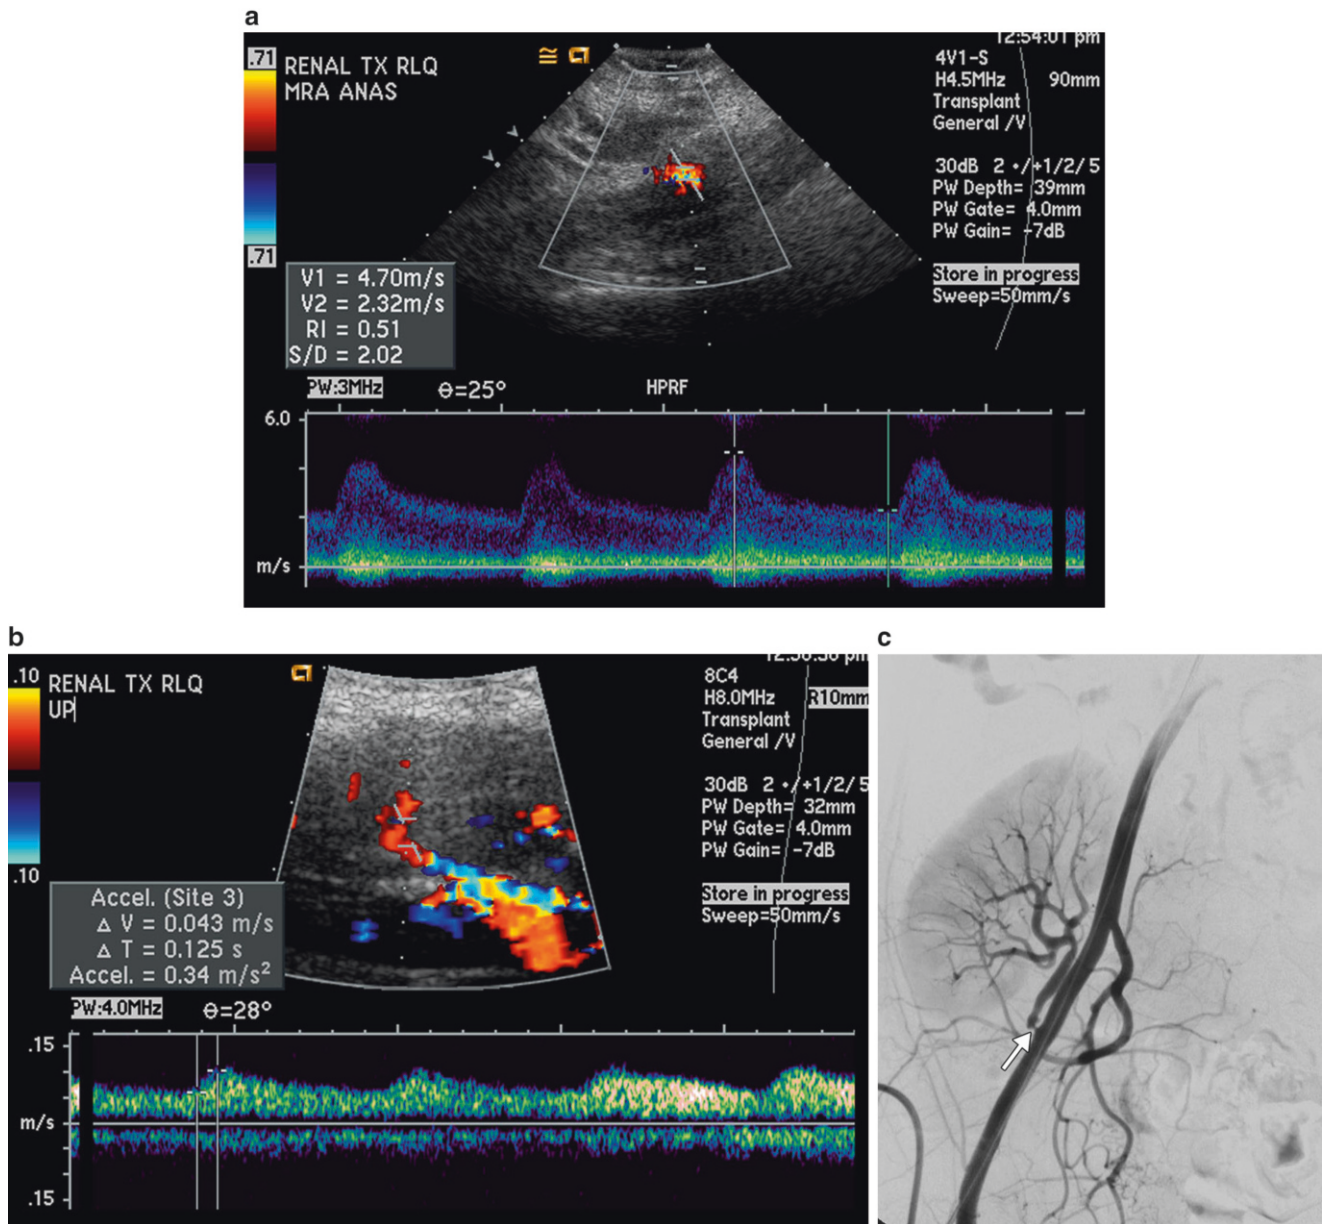 a
.71
RENAL TX RLQ
MRA ANAS
12:54:01 pm
4V1-S
H4.5MHz 90mm
Transplant
General /V
30dB 2 •/+1/2/ 5
PW Depth= 39mm
PW Gate= 4.0mm
PW Gain= -7dB
Store in progress
Sweep=50mm/s
.71
V1 = 4.70m/s
V2 = 2.32m/s
RI = 0.51
S/D = 2.02
PW:3MHz θ=25° HPRF
6.0
m/s
b
.10
RENAL TX RLQ
UP
8C4
H8.0MHz R10mm
Transplant
General /V
30dB 2 •/+1/2/ 5
PW Depth= 32mm
PW Gate= 4.0mm
PW Gain= -7dB
Store in progress
Sweep=50mm/s
.10
Accel. (Site 3)
Δ V = 0.043 m/s
Δ T = 0.125 s
Accel. = 0.34 m/s²
PW:4.0MHz θ=28°
.15
m/s
.15
c